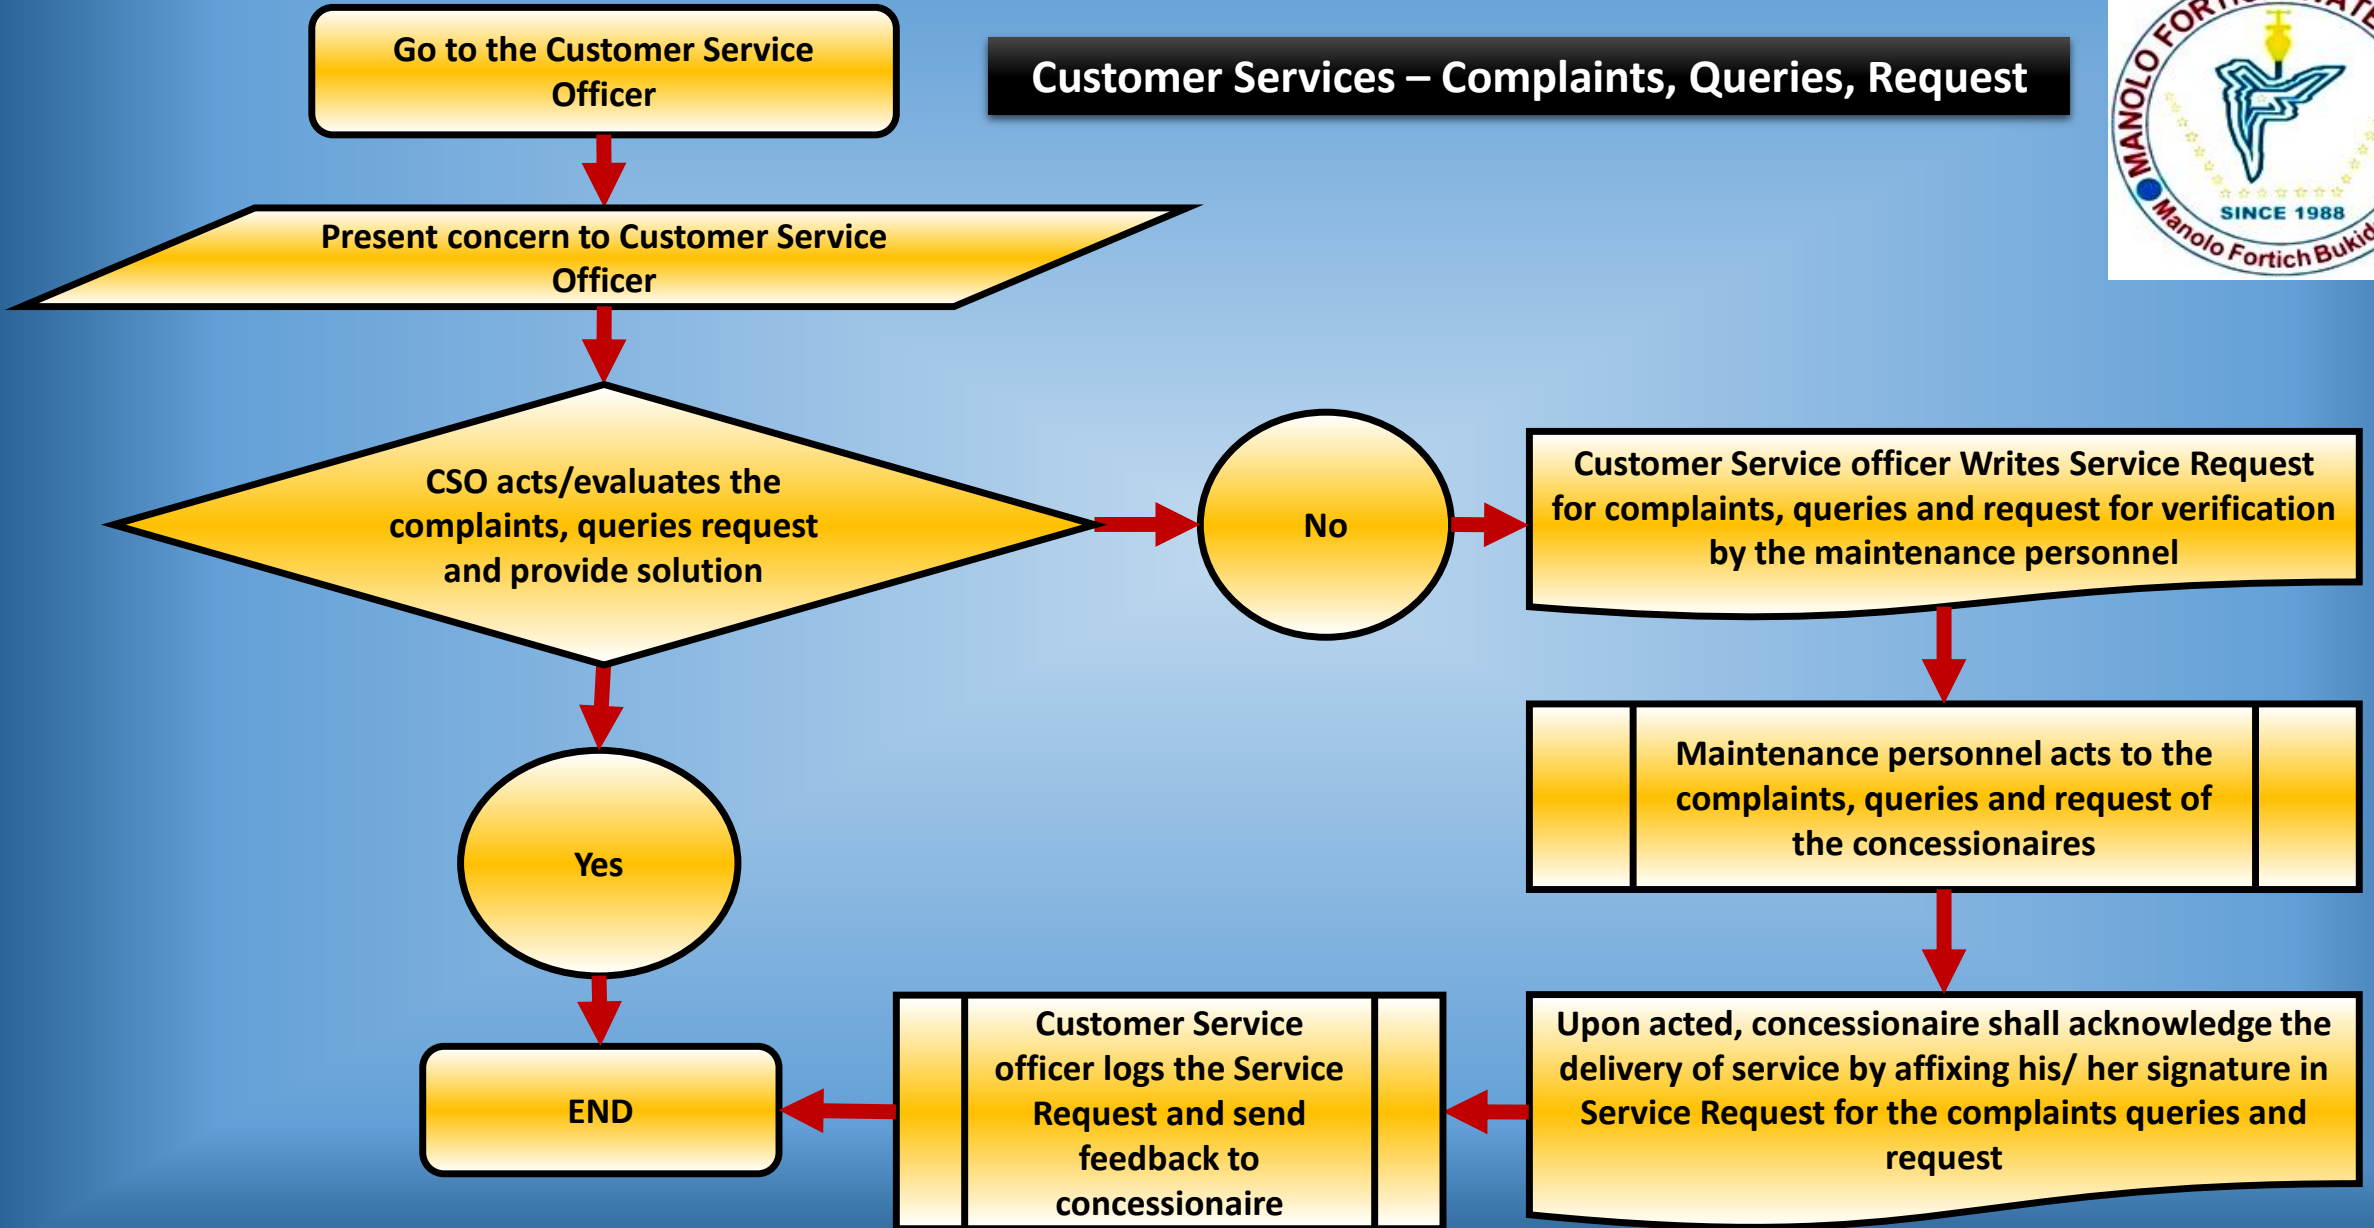 Go to the Customer Service
Officer
Customer Services – Complaints, Queries, Request
MANOLO
SINCE 1988
Manolo Fortich
Present concern to Customer Service
Officer
CSO acts/evaluates the
complaints, queries request
and provide solution
No
Customer Service officer Writes Service Request
for complaints, queries and request for verification
by the maintenance personnel
Maintenance personnel acts to the
complaints, queries and request of
the concessionaires
Yes
Upon acted, concessionaire shall acknowledge the
delivery of service by affixing his/ her signature in
Service Request for the complaints queries and
request
Customer Service
officer logs the Service
Request and send
feedback to
concessionaire
END